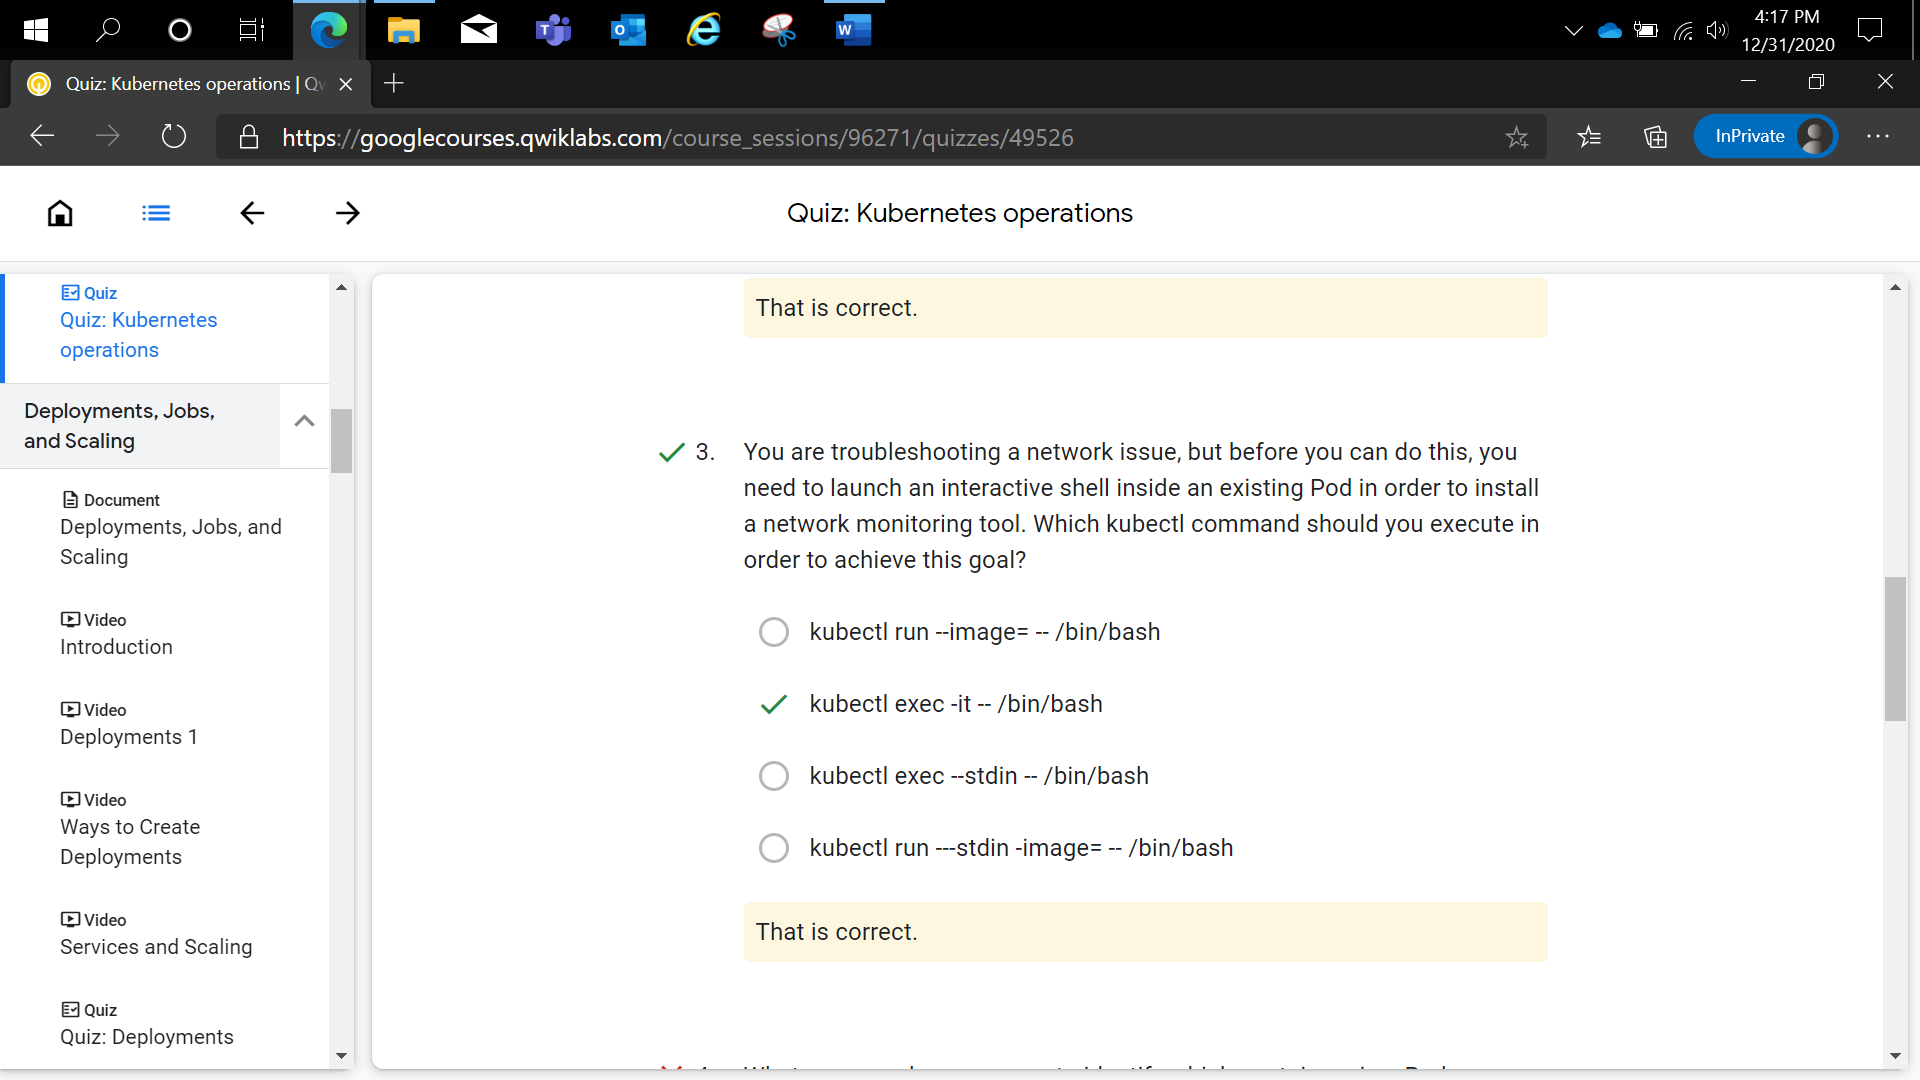 4:17 PM
12/31/2020
Quiz: Kubernetes operations | Qw
https://googlecourses.qwiklabs.com/course_sessions/96271/quizzes/49526
InPrivate
Quiz: Kubernetes operations
Quiz
Quiz: Kubernetes
operations
Deployments, Jobs,
and Scaling
Document
Deployments, Jobs, and
Scaling
Video
Introduction
Video
Deployments 1
Video
Ways to Create
Deployments
Video
Services and Scaling
Quiz
Quiz: Deployments
That is correct.
3. You are troubleshooting a network issue, but before you can do this, you
need to launch an interactive shell inside an existing Pod in order to install
a network monitoring tool. Which kubectl command should you execute in
order to achieve this goal?
kubectl run --image= -- /bin/bash
kubectl exec -it -- /bin/bash
kubectl exec --stdin -- /bin/bash
kubectl run ---stdin -image= -- /bin/bash
That is correct.